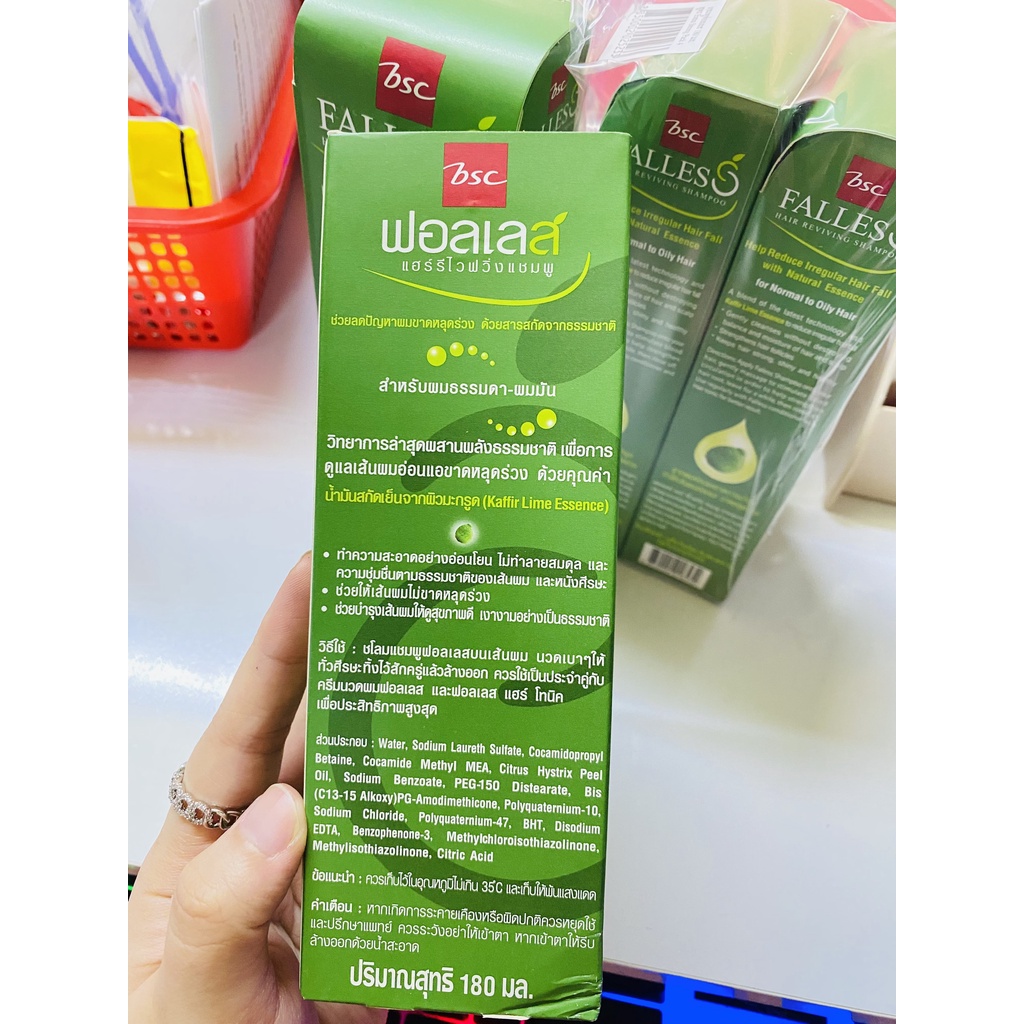 bsc
FALLES
bsc
FALLES
HAIR REVIVING SHAMPOO
Irregular Hair Fall
Natural Essence
Normal to Oily Hair
bsc
FALLES
HAIR REVIVING SHAMPOO
Help Reduce Irregular Hair Fall
with Natural Essence
for Normal to Oily Hair
A blend of the latest technology and
bsc
ฟอลเลส
แฮร์รีไวฟวิ่งแชมพู
ช่วยลดปัญหาผมขาดหลุดร่วง ด้วยสารสกัดจากธรรมชาติ
สำหรับผมธรรมดา-ผมมัน
วิทยาการล่าสุดผสานพลังธรรมชาติ เพื่อการ
ดูแลเส้นผมอ่อนแอขาดหลุดร่วง ด้วยคุณค่า
น้ำมันสกัดเย็นจากผิวมะกรูด (Kaffir Lime Essence)
• ทำความสะอาดอย่างอ่อนโยน ไม่ทำลายสมดุล และ
ความชุ่มชื่นตามธรรมชาติของเส้นผม และหนังศีรษะ
• ช่วยให้เส้นผมไม่ขาดหลุดร่วง
• ช่วยบำรุงเส้นผมให้ดูสุขภาพดี เงางามอย่างเป็นธรรมชาติ
วิธีใช้ : ชโลมแชมพูฟอลเลสบนเส้นผม นวดเบาๆให้
ทั่วศีรษะทิ้งไว้สักครู่แล้วล้างออก ควรใช้เป็นประจำคู่กับ
ครีมนวดผมฟอลเลส และฟอลเลส แฮร์ โทนิค
เพื่อประสิทธิภาพสูงสุด
ส่วนประกอบ : Water, Sodium Laureth Sulfate, Cocamidopropyl
Betaine, Cocamide Methyl MEA, Citrus Hystrix Peel
Oil, Sodium Benzoate, PEG-150 Distearate, Bis
(C13-15 Alkoxy)PG-Amodimethicone, Polyquaternium-10,
Sodium Chloride, Polyquaternium-47, BHT, Disodium
EDTA, Benzophenone-3, Methylchloroisothiazolinone,
Methylisothiazolinone, Citric Acid
ข้อแนะนำ : ควรเก็บไว้ในอุณหภูมิไม่เกิน 35°C และเก็บให้พ้นแสงแดด
คำเตือน : หากเกิดการระคายเคืองหรือผิดปกติควรหยุดใช้
และปรึกษาแพทย์ ควรระวังอย่าให้เข้าตา หากเข้าตาให้รีบ
ล้างออกด้วยน้ำสะอาด
ปริมาณสุทธิ 180 มล.